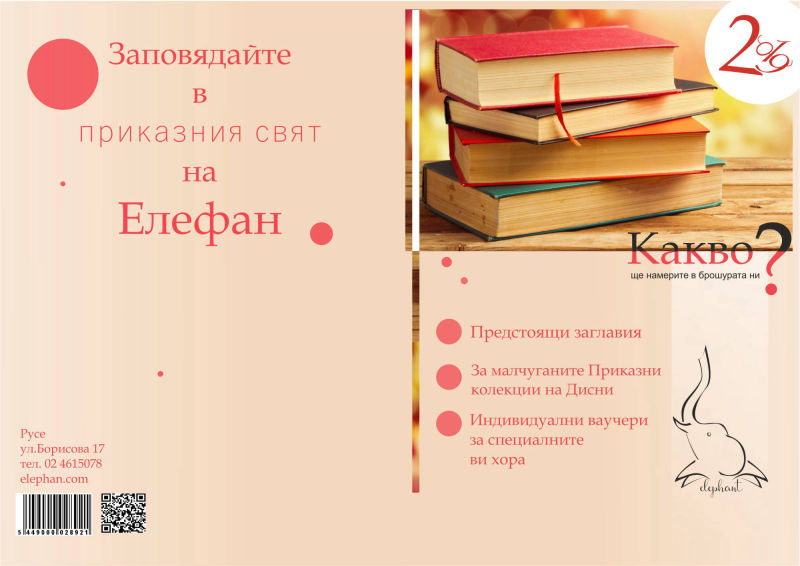 Заповядайте
в
приказния свят
на
Елефан
Русе
ул.Борисова 17
тел. 02 4615078
elephan.com
5 449000 028921
2019
Какво?
ще намерите в брошурата ни
Предстоящи заглавия
За малчуганите Приказни
колекции на Дисни
Индивидуални ваучери
за специалните
ви хора
elephant